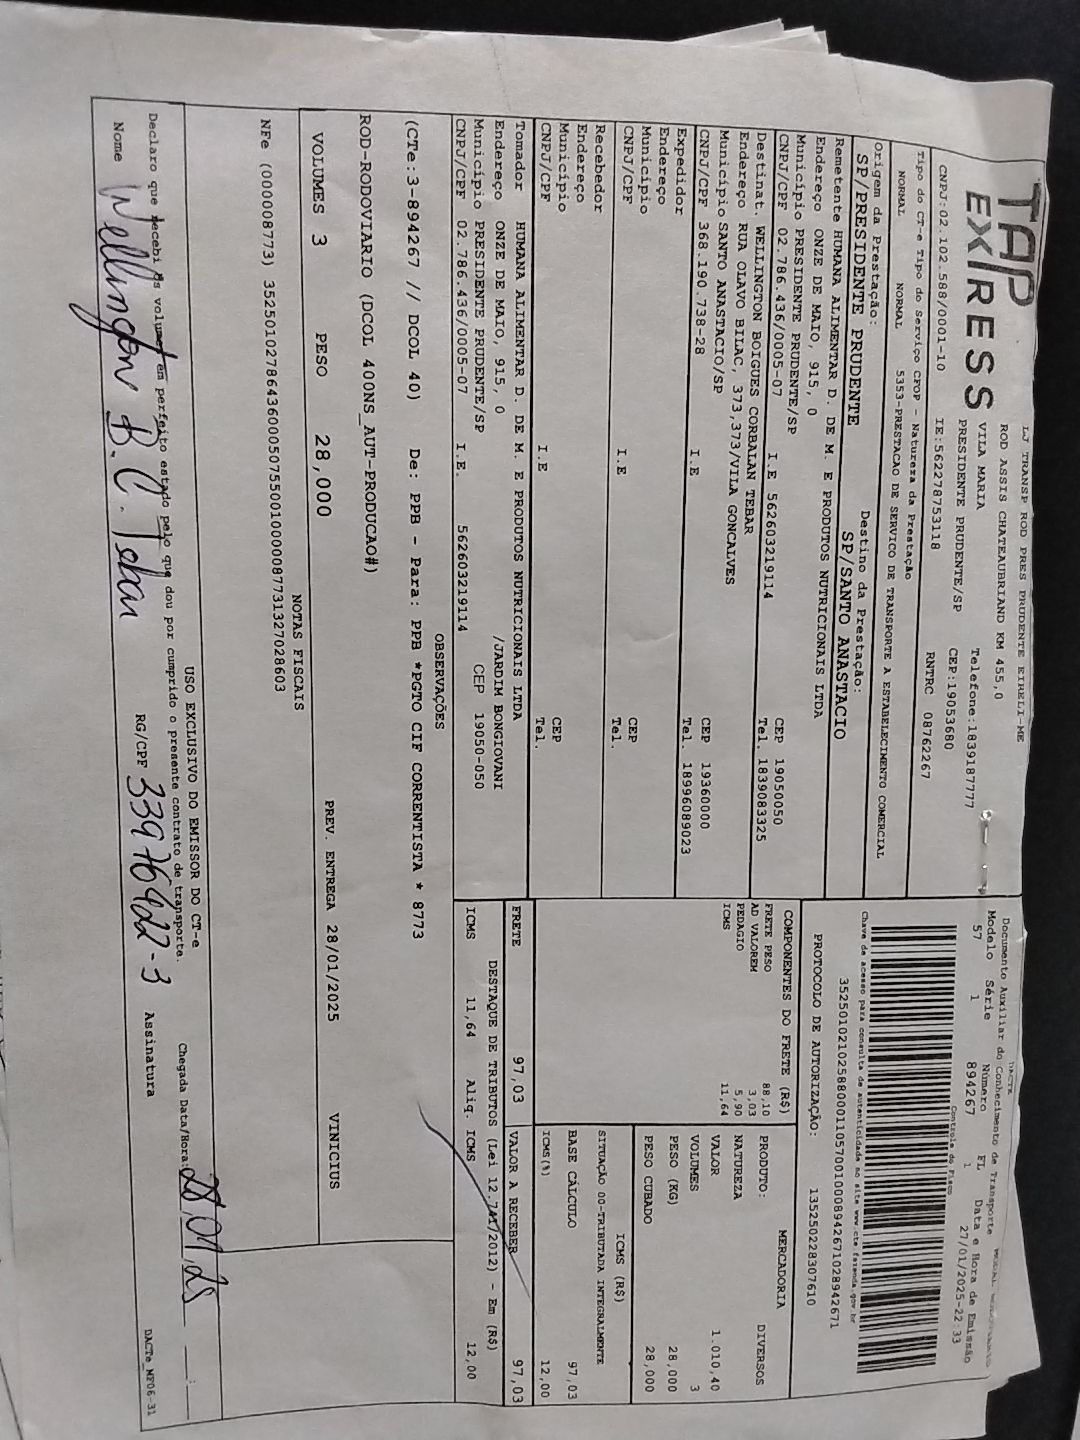 TAP
EX/RESS
LJ TRANSP ROD PRES PRUDENTE EIRELI-ME
ROD ASSIS CHATEAUBRIAND KM 455,0
VILA MARIA Telefone:1839187777
PRESIDENTE PRUDENTE/SP CEP:19053680
CNPJ:02.102.588/0001-10 IE:562278753118 RNTRC 08762267
Tipo do CT-e Tipo do Serviço CFOP - Natureza da Prestação
NORMAL NORMAL 5353-PRESTACAO DE SERVICO DE TRANSPORTE A ESTABELECIMENTO COMERCIAL
Origem da Prestação: Destino da Prestação:
SP/PRESIDENTE PRUDENTE SP/SANTO ANASTACIO
Remetente HUMANA ALIMENTAR D. DE M. E PRODUTOS NUTRICIONAIS LTDA
Endereço ONZE DE MAIO, 915, 0
Município PRESIDENTE PRUDENTE/SP CEP 19050050
CNPJ/CPF 02.786.436/0005-07 I.E 562603219114 Tel. 1839083325
Destinat. WELLINGTON BOIGUES CORBALAN TEBAR
Endereço RUA OLAVO BILAC, 373,373/VILA GONCALVES
Município SANTO ANASTACIO/SP CEP 19360000
CNPJ/CPF 368.190.738-28 I.E Tel. 18996089023
Expedidor
Endereço
Município CEP
CNPJ/CPF I.E Tel.
Recebedor
Endereço
Município CEP
CNPJ/CPF I.E Tel.
Tomador HUMANA ALIMENTAR D. DE M. E PRODUTOS NUTRICIONAIS LTDA
Endereço ONZE DE MAIO, 915, 0 /JARDIM BONGIOVANI
Município PRESIDENTE PRUDENTE/SP CEP 19050-050
CNPJ/CPF 02.786.436/0005-07 I.E. 562603219114
DACTE
Documento Auxiliar do Conhecimento de Transporte
Modelo Série Número FL Data e Hora de Emissão
57 1 894267 1 27/01/2025-22:33
Controle do Fisco
Chave de acesso para consulta de autenticidade no site www.cte.fazenda.gov.br
35250102102588000110570010008942671028942671
PROTOCOLO DE AUTORIZAÇÃO: 135250228307610
COMPONENTES DO FRETE (R$)
FRETE PESO 88,10
AD VALOREM 3,03
PEDAGIO 5,90
ICMS 11,64
MERCADORIA
PRODUTO: DIVERSOS
NATUREZA
VALOR 1.010,40
VOLUMES 3
PESO (KG) 28,000
PESO CUBADO 28,000
ICMS (R$)
SITUAÇÃO 00-TRIBUTADA INTEGRALMENTE
BASE CÁLCULO 97,03
ICMS(%) 12,00
FRETE 97,03 VALOR A RECEBER 97,03
DESTAQUE DE TRIBUTOS (Lei 12.741/2012) - Em (R$)
ICMS 11,64 Aliq. ICMS 12,00
OBSERVAÇÕES
(CTe:3-894267 // DCOL 40) De: PPB - Para: PPB *PGTO CIF CORRENTISTA * 8773
ROD-RODOVIARIO (DCOL 400NS_AUT-PRODUCAO#)
VOLUMES 3 PESO 28,000 PREV. ENTREGA 28/01/2025 VINICIUS
NOTAS FISCAIS
NFe (000008773) 35250102786436000507550010000087731327028603
USO EXCLUSIVO DO EMISSOR DO CT-e
Declaro que recebi os volumes em perfeito estado pelo que dou por cumprido o presente contrato de transporte. Chegada Data/Hora: 28.01.25 :
Nome Wellington B.C. Tebar RG/CPF 33976922-3 Assinatura
DACTe_MF06-31